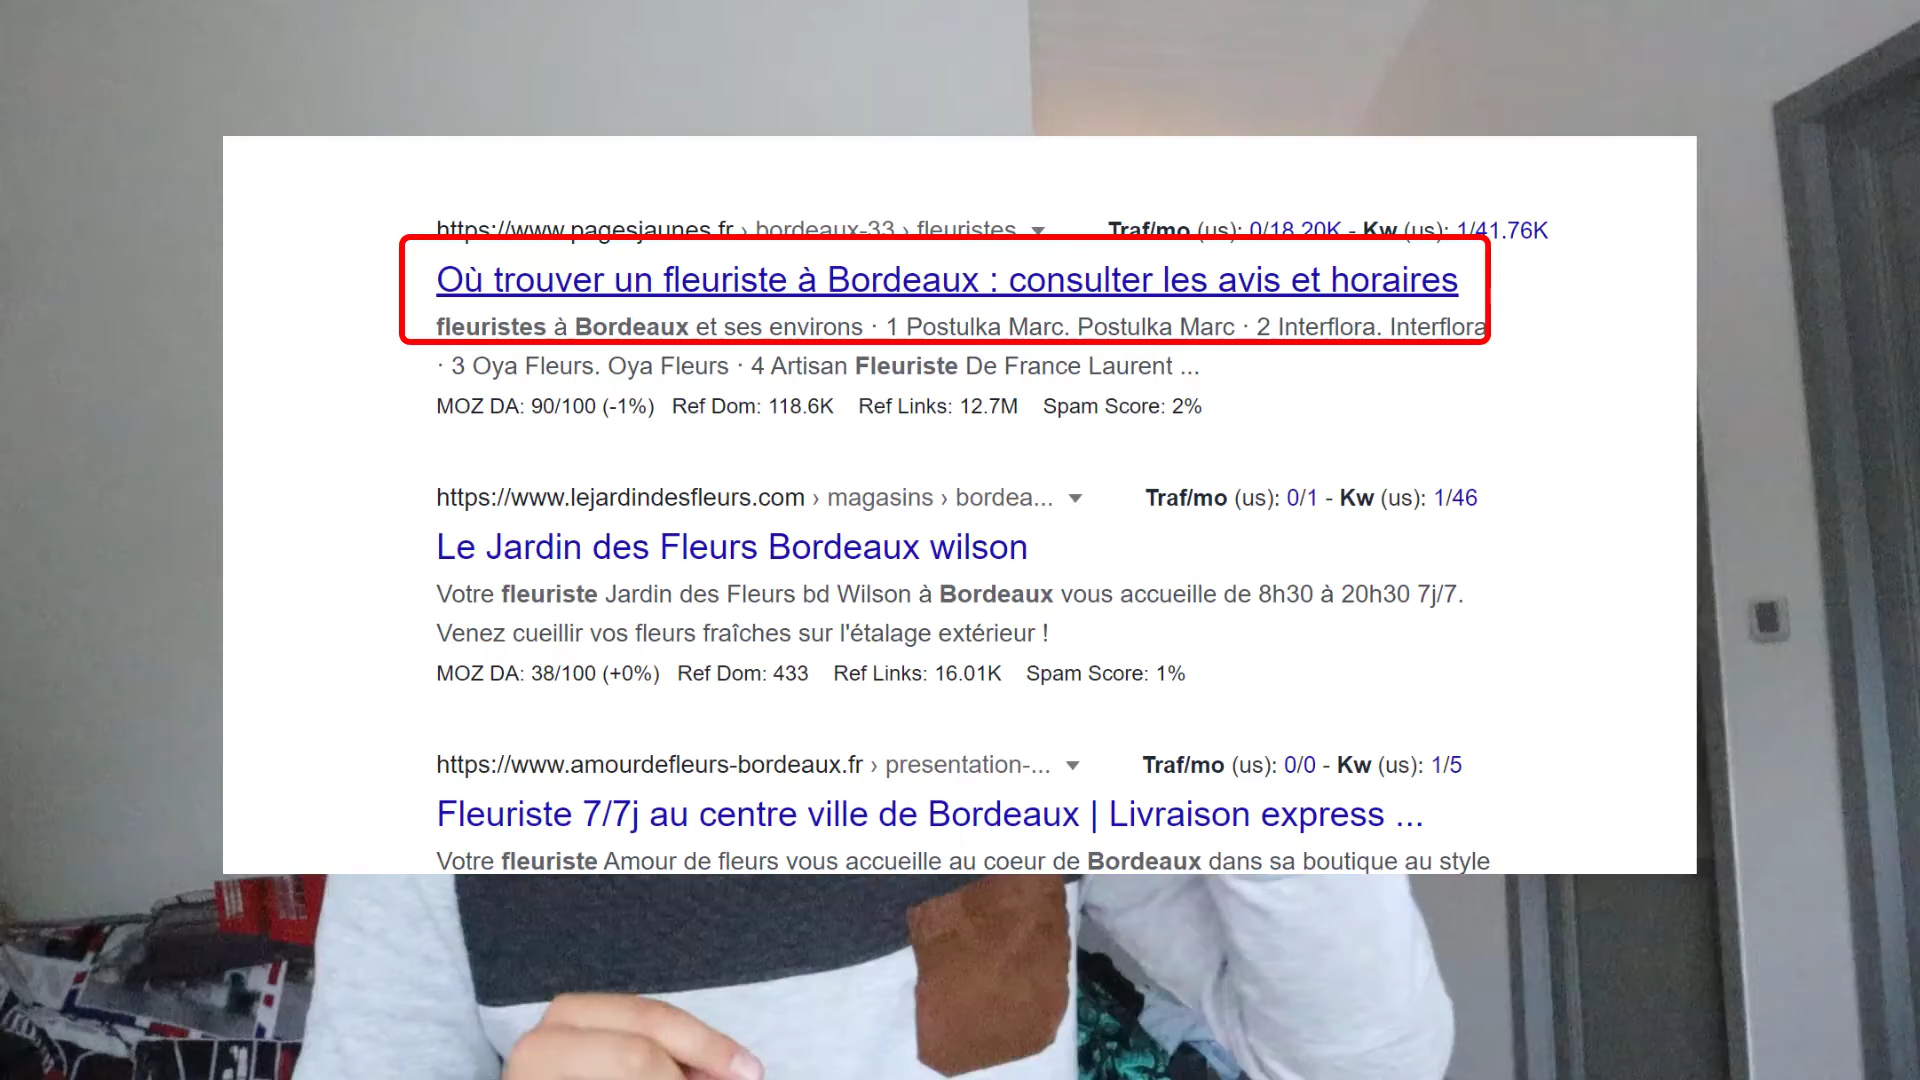 https://www.pagesjaunes.fr › bordeaux-33 › fleuristes Traf/mo (us): 0/18.20K - Kw (us): 1/41.76K
Où trouver un fleuriste à Bordeaux : consulter les avis et horaires
fleuristes à Bordeaux et ses environs · 1 Postulka Marc. Postulka Marc · 2 Interflora. Interflora
· 3 Oya Fleurs. Oya Fleurs · 4 Artisan Fleuriste De France Laurent ...
MOZ DA: 90/100 (-1%) Ref Dom: 118.6K Ref Links: 12.7M Spam Score: 2%
https://www.lejardindesfleurs.com › magasins › bordea... Traf/mo (us): 0/1 - Kw (us): 1/46
Le Jardin des Fleurs Bordeaux wilson
Votre fleuriste Jardin des Fleurs bd Wilson à Bordeaux vous accueille de 8h30 à 20h30 7j/7.
Venez cueillir vos fleurs fraîches sur l'étalage extérieur !
MOZ DA: 38/100 (+0%) Ref Dom: 433 Ref Links: 16.01K Spam Score: 1%
https://www.amourdefleurs-bordeaux.fr › presentation-... Traf/mo (us): 0/0 - Kw (us): 1/5
Fleuriste 7/7j au centre ville de Bordeaux | Livraison express ...
Votre fleuriste Amour de fleurs vous accueille au coeur de Bordeaux dans sa boutique au style